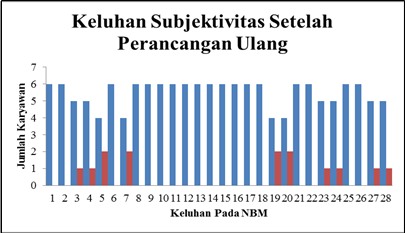 Keluhan Subjektivitas Setelah
Perancangan Ulang
Jumlah Karyawan
7
6
5
4
3
2
1
0
1 2 3 4 5 6 7 8 9 10 11 12 13 14 15 16 17 18 19 20 21 22 23 24 25 26 27 28
Keluhan Pada NBM